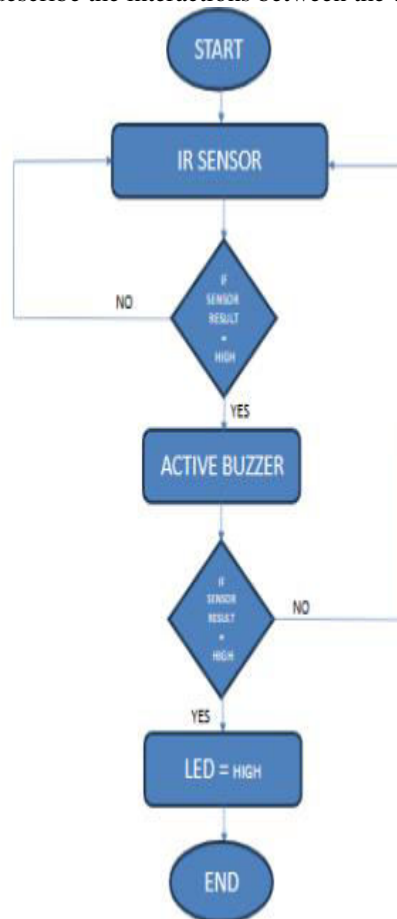 START
IR SENSOR
IF
SENSOR
RESULT
=
HIGH
NO
YES
ACTIVE BUZZER
IF
SENSOR
RESULT
=
HIGH
NO
YES
LED = HIGH
END